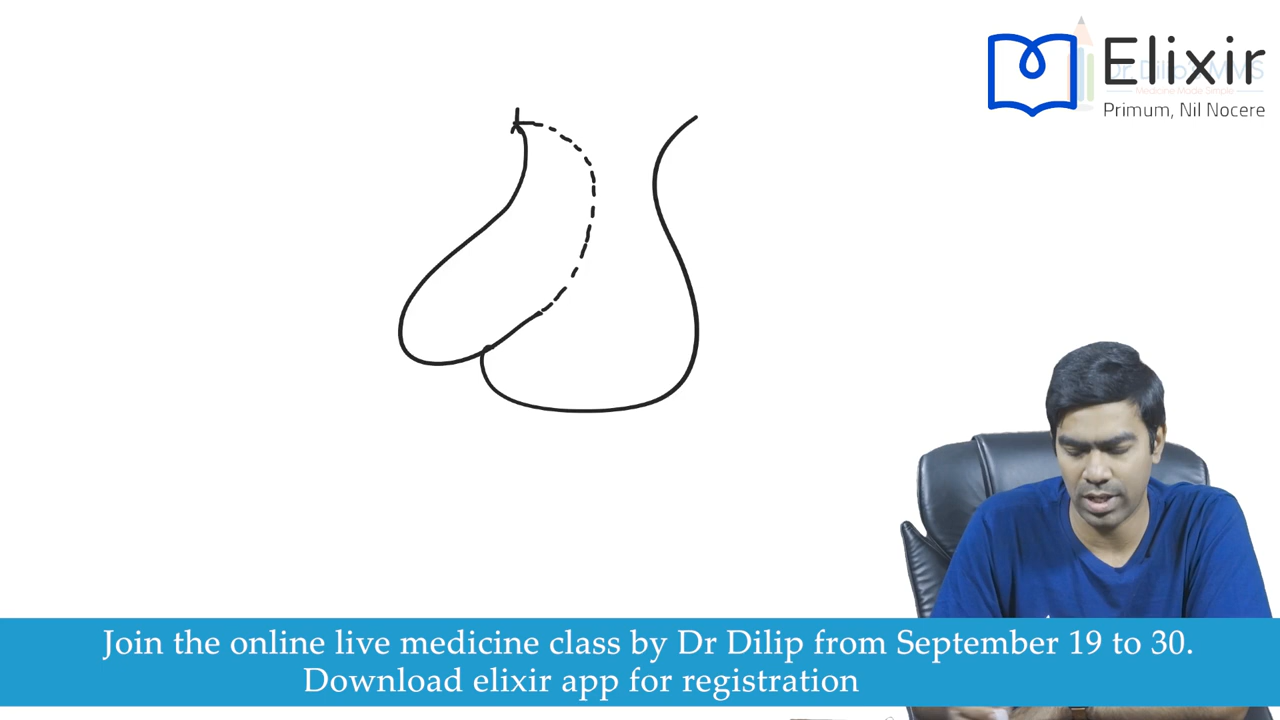 Elixir
Primum, Nil Nocere
Join the online live medicine class by Dr Dilip from September 19 to 30.
Download elixir app for registration